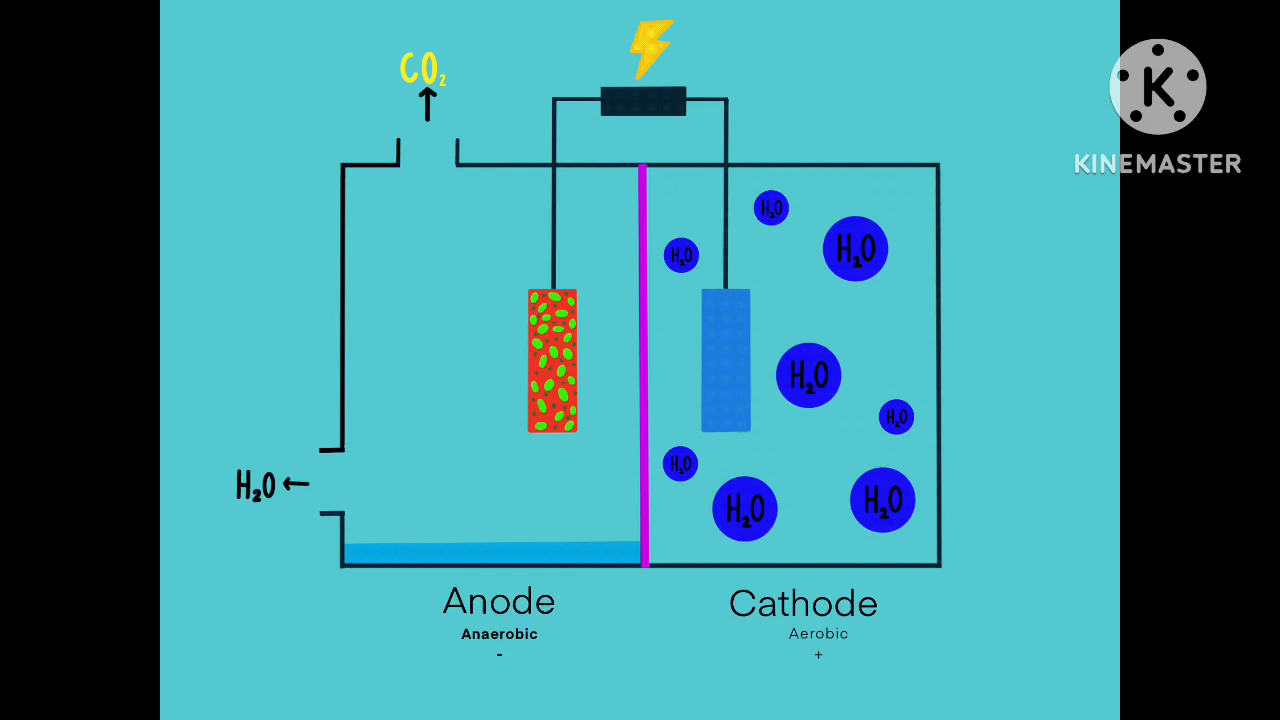 CO₂
K
KINEMASTER
H₂O
H₂O
H₂O
H₂O
H₂O
H₂O
H₂O
H₂O
H₂O
Anode
Cathode
Anaerobic
Aerobic
-
+